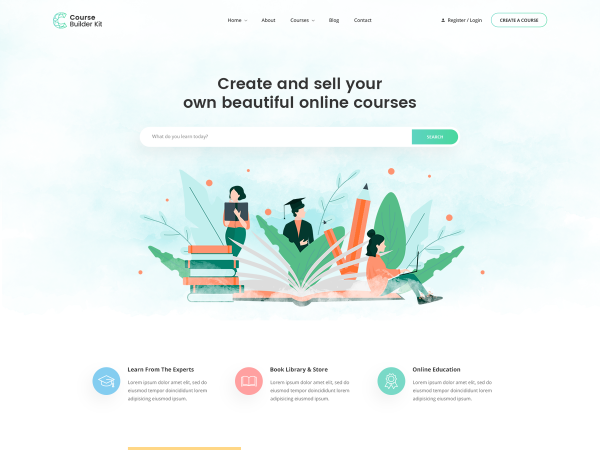 Course
Builder Kit
Home
About
Courses
Blog
Contact
Register / Login
CREATE A COURSE
Create and sell your
own beautiful online courses
What do you learn today?
SEARCH
Learn From The Experts
Lorem ipsum dolor amet elit, sed do
eiusmod tempor doincididunt lorem
adipisicing eiusmod ipsum.
Book Library & Store
Lorem ipsum dolor amet elit, sed do
eiusmod tempor doincididunt lorem
adipisicing eiusmod ipsum.
Online Education
Lorem ipsum dolor amet elit, sed do
eiusmod tempor doincididunt lorem
adipisicing eiusmod ipsum.